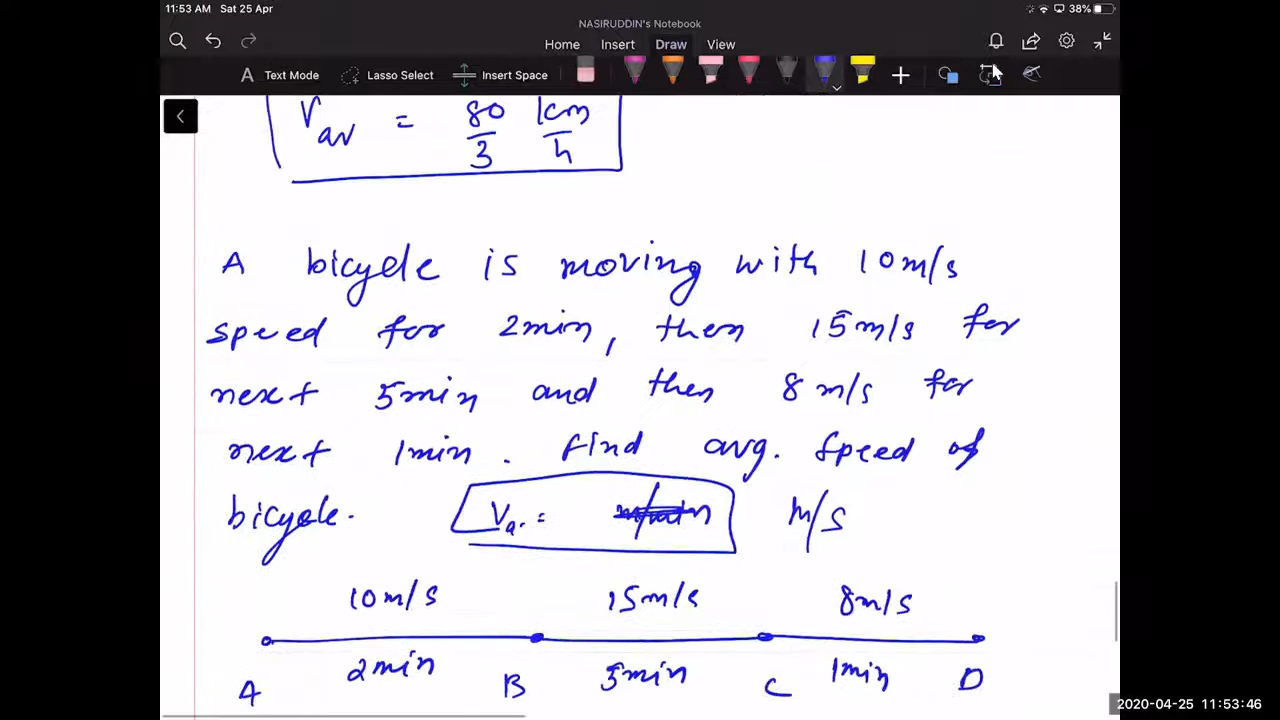 11:53 AM Sat 25 Apr
38%
NASIRUDDIN's Notebook
Home Insert Draw View
Text Mode Lasso Select Insert Space
Vav = 80/3 km/h
A bicycle is moving with 10m/s
speed for 2min, then 15m/s for
next 5min and then 8 m/s for
next 1min. Find avg. speed of
bicycle. Vav = m/min m/s
10m/s 15m/s 8m/s
2min 5min 1min
A B C D
2020-04-25 11:53:46